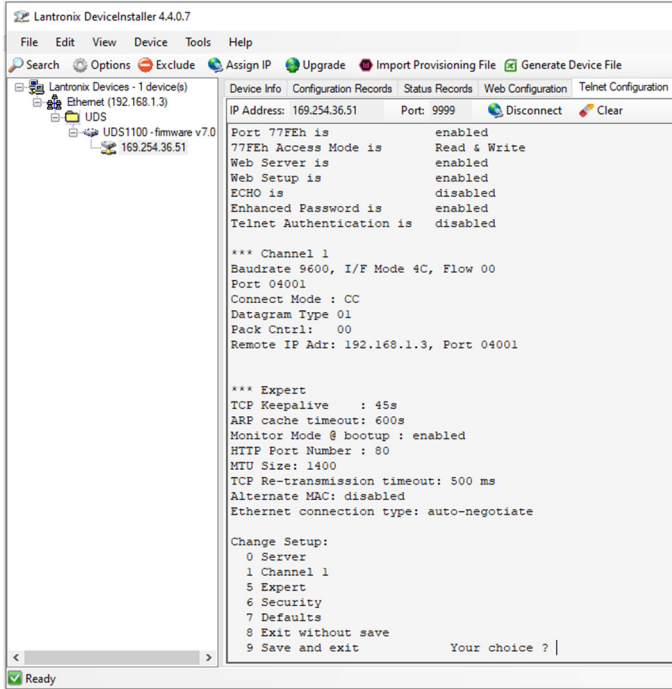 Lantronix DeviceInstaller 4.4.0.7
File Edit View Device Tools Help
Search Options Exclude Assign IP Upgrade Import Provisioning File Generate Device File
Lantronix Devices - 1 device(s)
Ethernet (192.168.1.3)
UDS
UDS1100 - firmware v7.0
169.254.36.51
Device Info Configuration Records Status Records Web Configuration Telnet Configuration
IP Address: 169.254.36.51 Port: 9999 Disconnect Clear
Port 77FEh is enabled
77FEh Access Mode is Read & Write
Web Server is enabled
Web Setup is enabled
ECHO is disabled
Enhanced Password is enabled
Telnet Authentication is disabled
*** Channel 1
Baudrate 9600, I/F Mode 4C, Flow 00
Port 04001
Connect Mode : CC
Datagram Type 01
Pack Cntrl: 00
Remote IP Adr: 192.168.1.3, Port 04001
*** Expert
TCP Keepalive : 45s
ARP cache timeout: 600s
Monitor Mode @ bootup : enabled
HTTP Port Number : 80
MTU Size: 1400
TCP Re-transmission timeout: 500 ms
Alternate MAC: disabled
Ethernet connection type: auto-negotiate
Change Setup:
0 Server
1 Channel 1
5 Expert
6 Security
7 Defaults
8 Exit without save
9 Save and exit Your choice ?
Ready